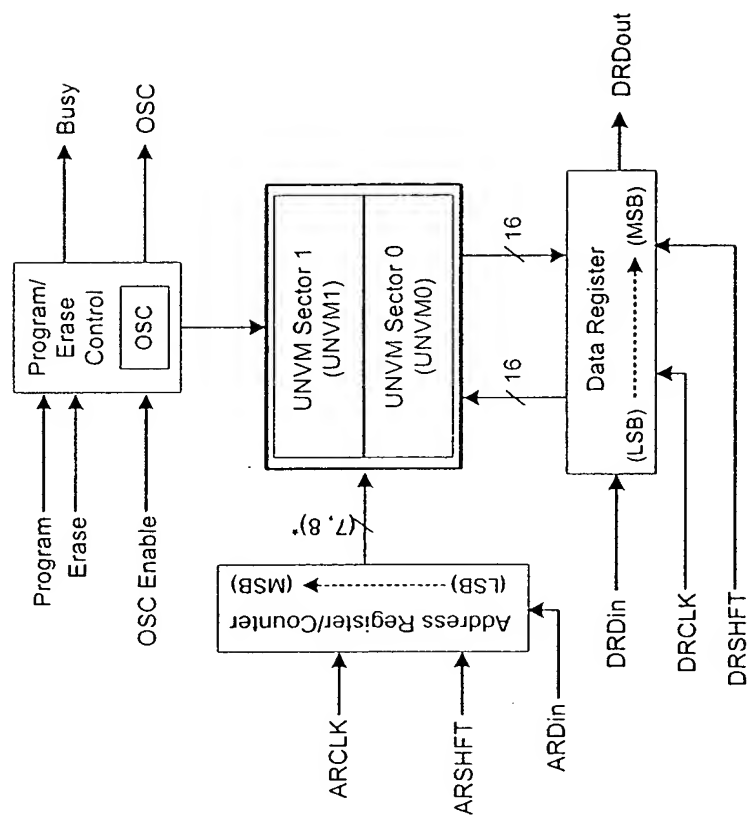 Program
Erase
OSC Enable
Program/
Erase
Control
OSC
Busy
OSC
ARCLK
ARSHFT
ARDin
Address Register/Counter
(LSB)
(MSB)
(7, 8)*
UNVM Sector 1
(UNVM1)
UNVM Sector 0
(UNVM0)
16
16
DRDin
DRCLK
DRSHFT
Data Register
(LSB)
(MSB)
DRDout